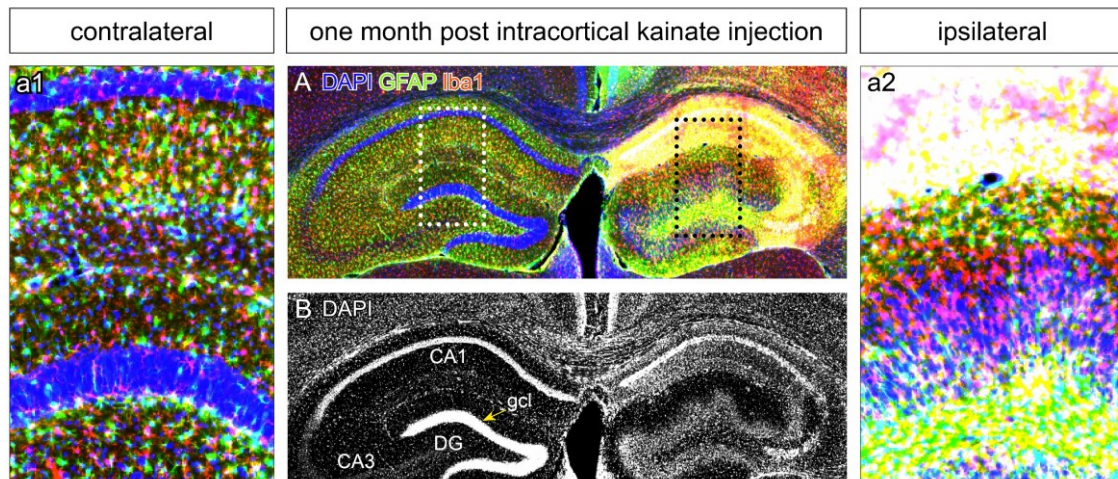 contralateral
one month post intracortical kainate injection
ipsilateral
a1
A DAPI GFAP Iba1
a2
B DAPI
CA1
gcl
DG
CA3